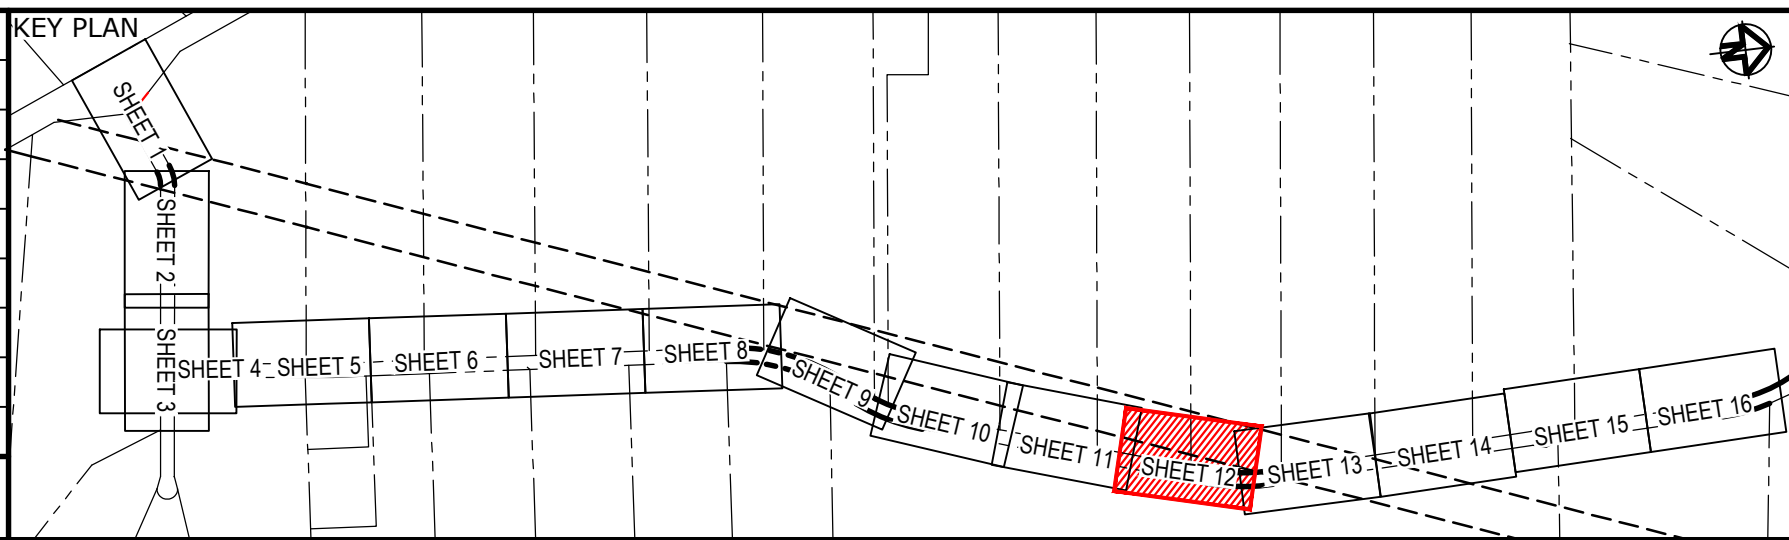 KEY PLAN
N
SHEET 1
SHEET 2
SHEET 3
SHEET 4
SHEET 5
SHEET 6
SHEET 7
SHEET 8
SHEET 9
SHEET 10
SHEET 11
SHEET 12
SHEET 13
SHEET 14
SHEET 15
SHEET 16